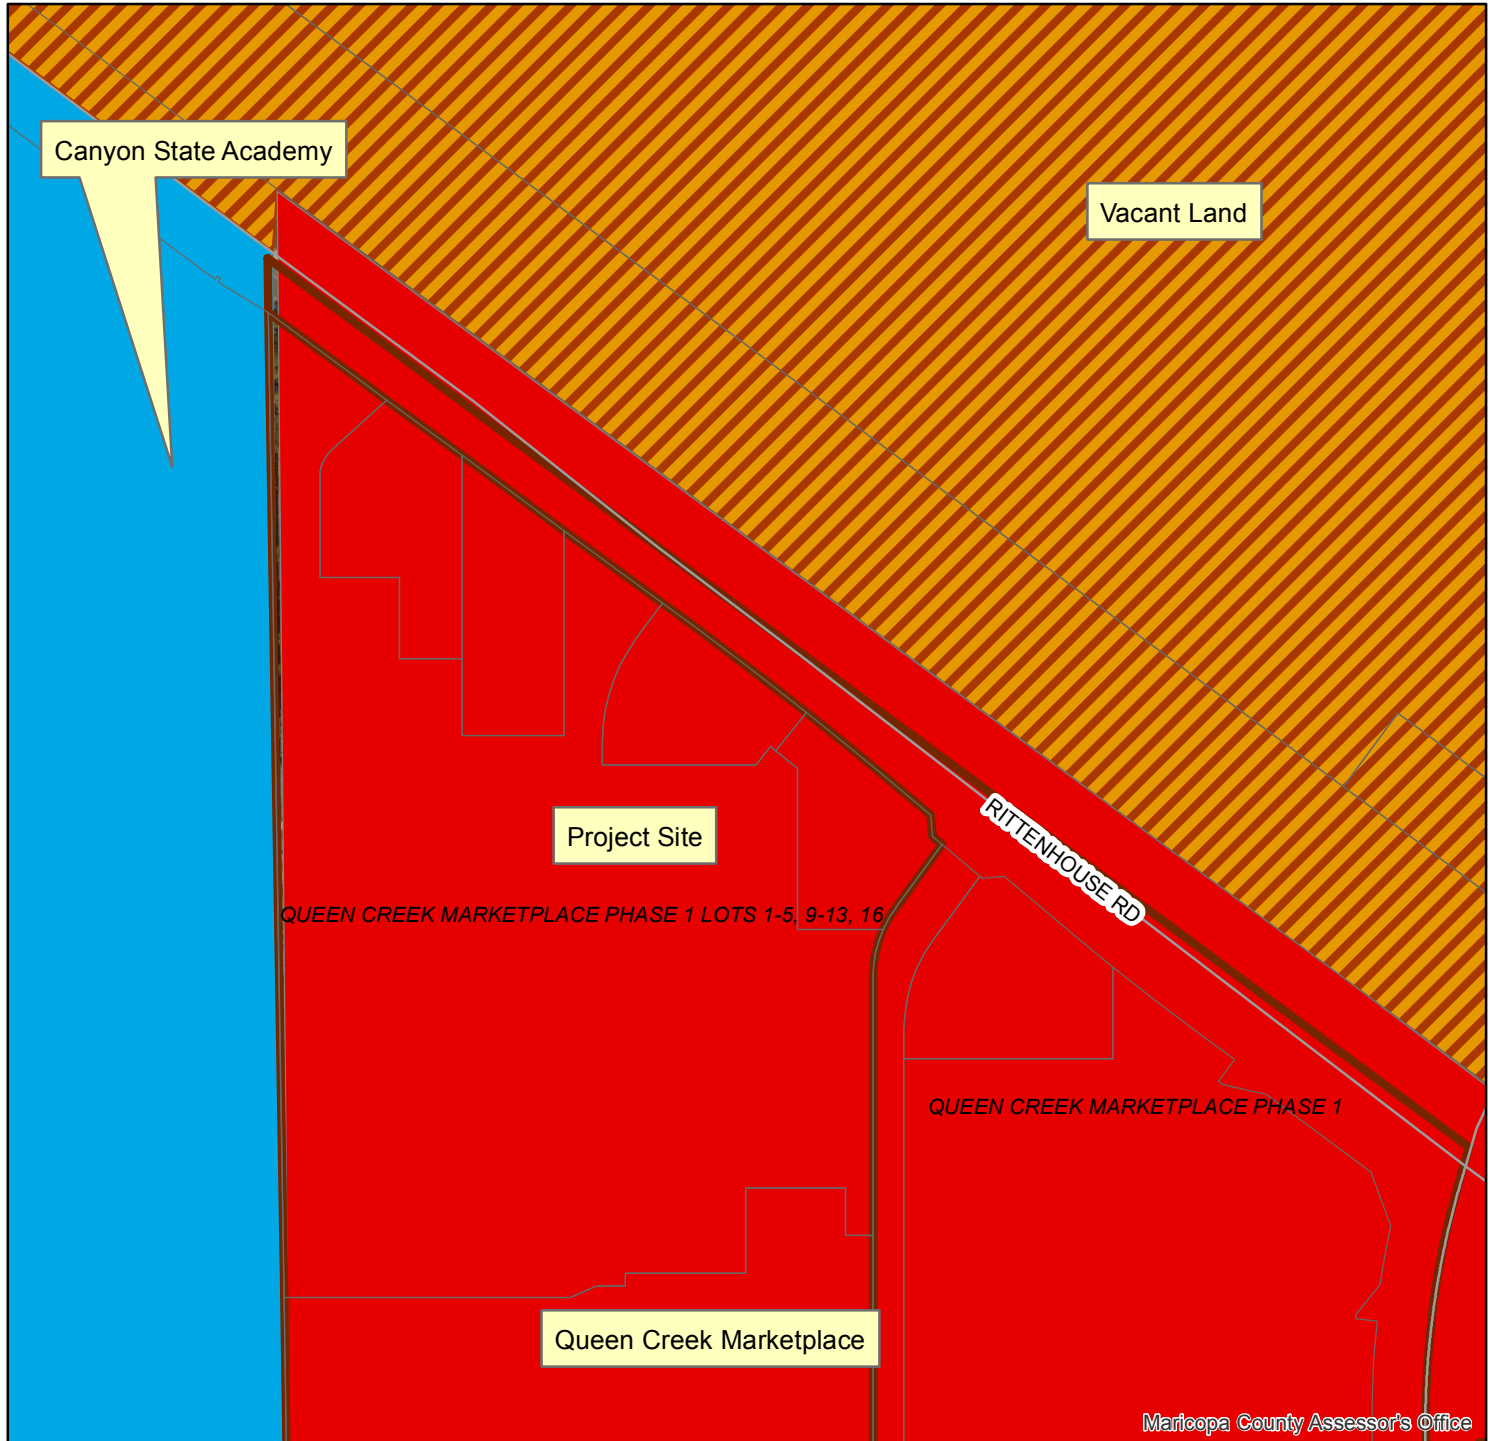 Canyon State Academy
Vacant Land
RITTENHOUSE RD
Project Site
QUEEN CREEK MARKETPLACE PHASE 1 LOTS 1-5, 9-13, 16
QUEEN CREEK MARKETPLACE PHASE 1
Queen Creek Marketplace
Maricopa County Assessor's Office